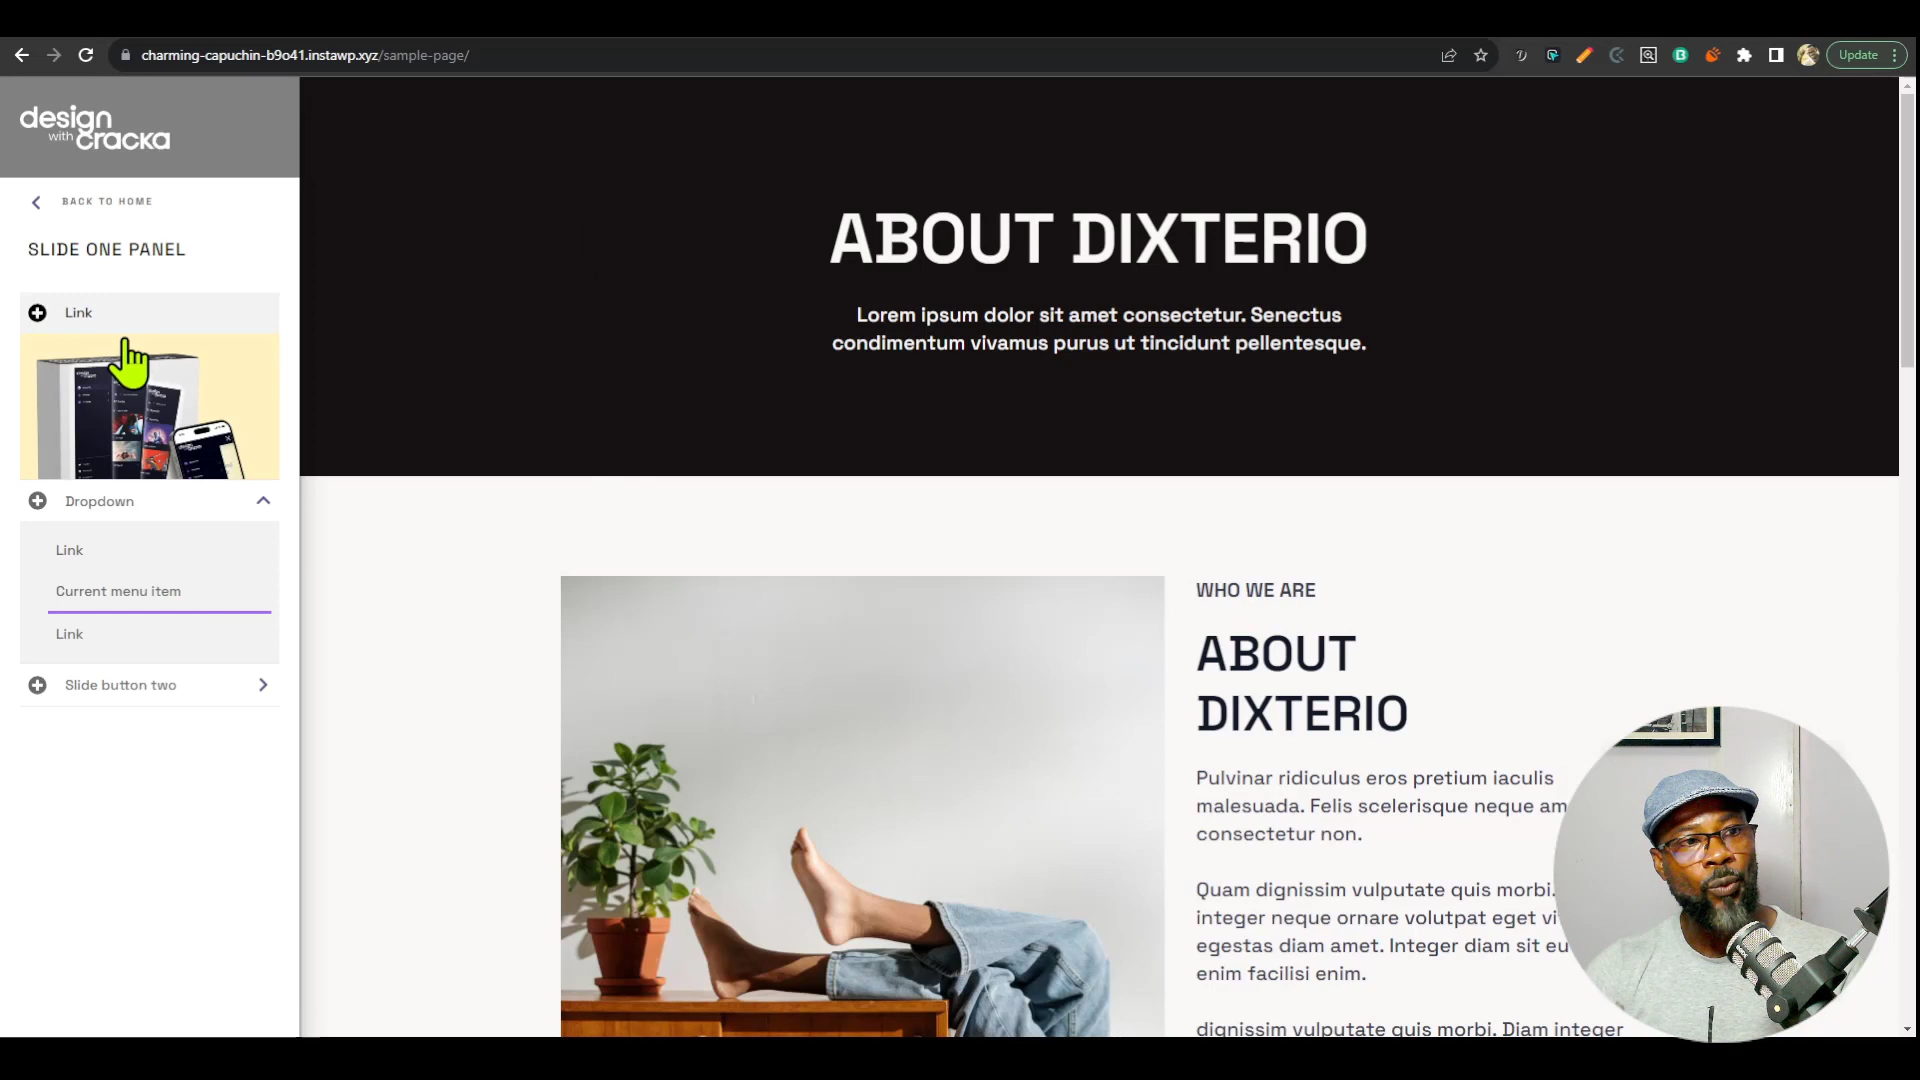 charming-capuchin-b9o41.instawp.xyz/sample-page/
Update
design
with cracka
BACK TO HOME
SLIDE ONE PANEL
Link
Dropdown
Link
Current menu item
Link
Slide button two
ABOUT DIXTERIO
Lorem ipsum dolor sit amet consectetur. Senectus
condimentum vivamus purus ut tincidunt pellentesque.
WHO WE ARE
ABOUT
DIXTERIO
Pulvinar ridiculus eros pretium iaculis
malesuada. Felis scelerisque neque am
consectetur non.
Quam dignissim vulputate quis morbi.
integer neque ornare volutpat eget vi
egestas diam amet. Integer diam sit eu
enim facilisi enim.
dignissim vulputate quis morbi. Diam integer